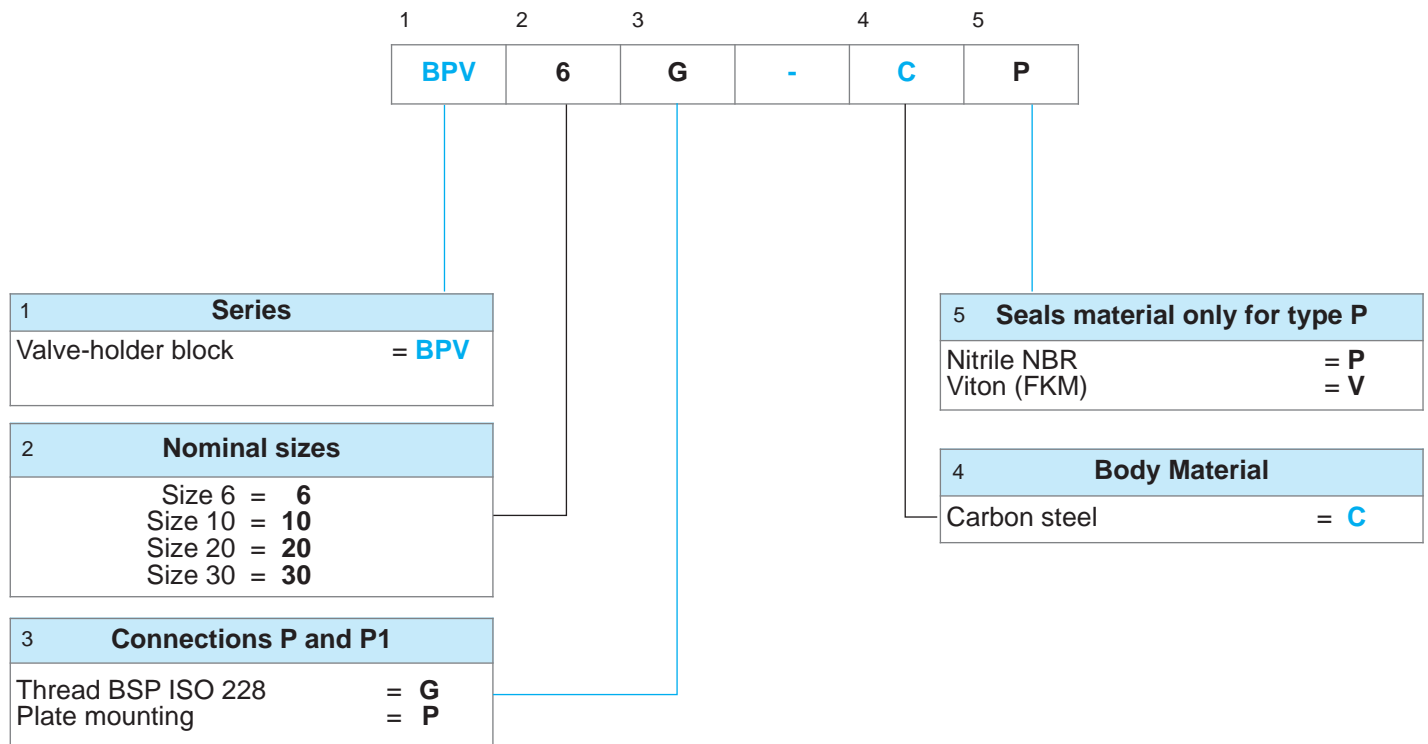 1 2 3 4 5
BPV 6 G - C P
1 Series
Valve-holder block = BPV
2 Nominal sizes
Size 6 = 6
Size 10 = 10
Size 20 = 20
Size 30 = 30
3 Connections P and P1
Thread BSP ISO 228 = G
Plate mounting = P
5 Seals material only for type P
Nitrile NBR = P
Viton (FKM) = V
4 Body Material
Carbon steel = C